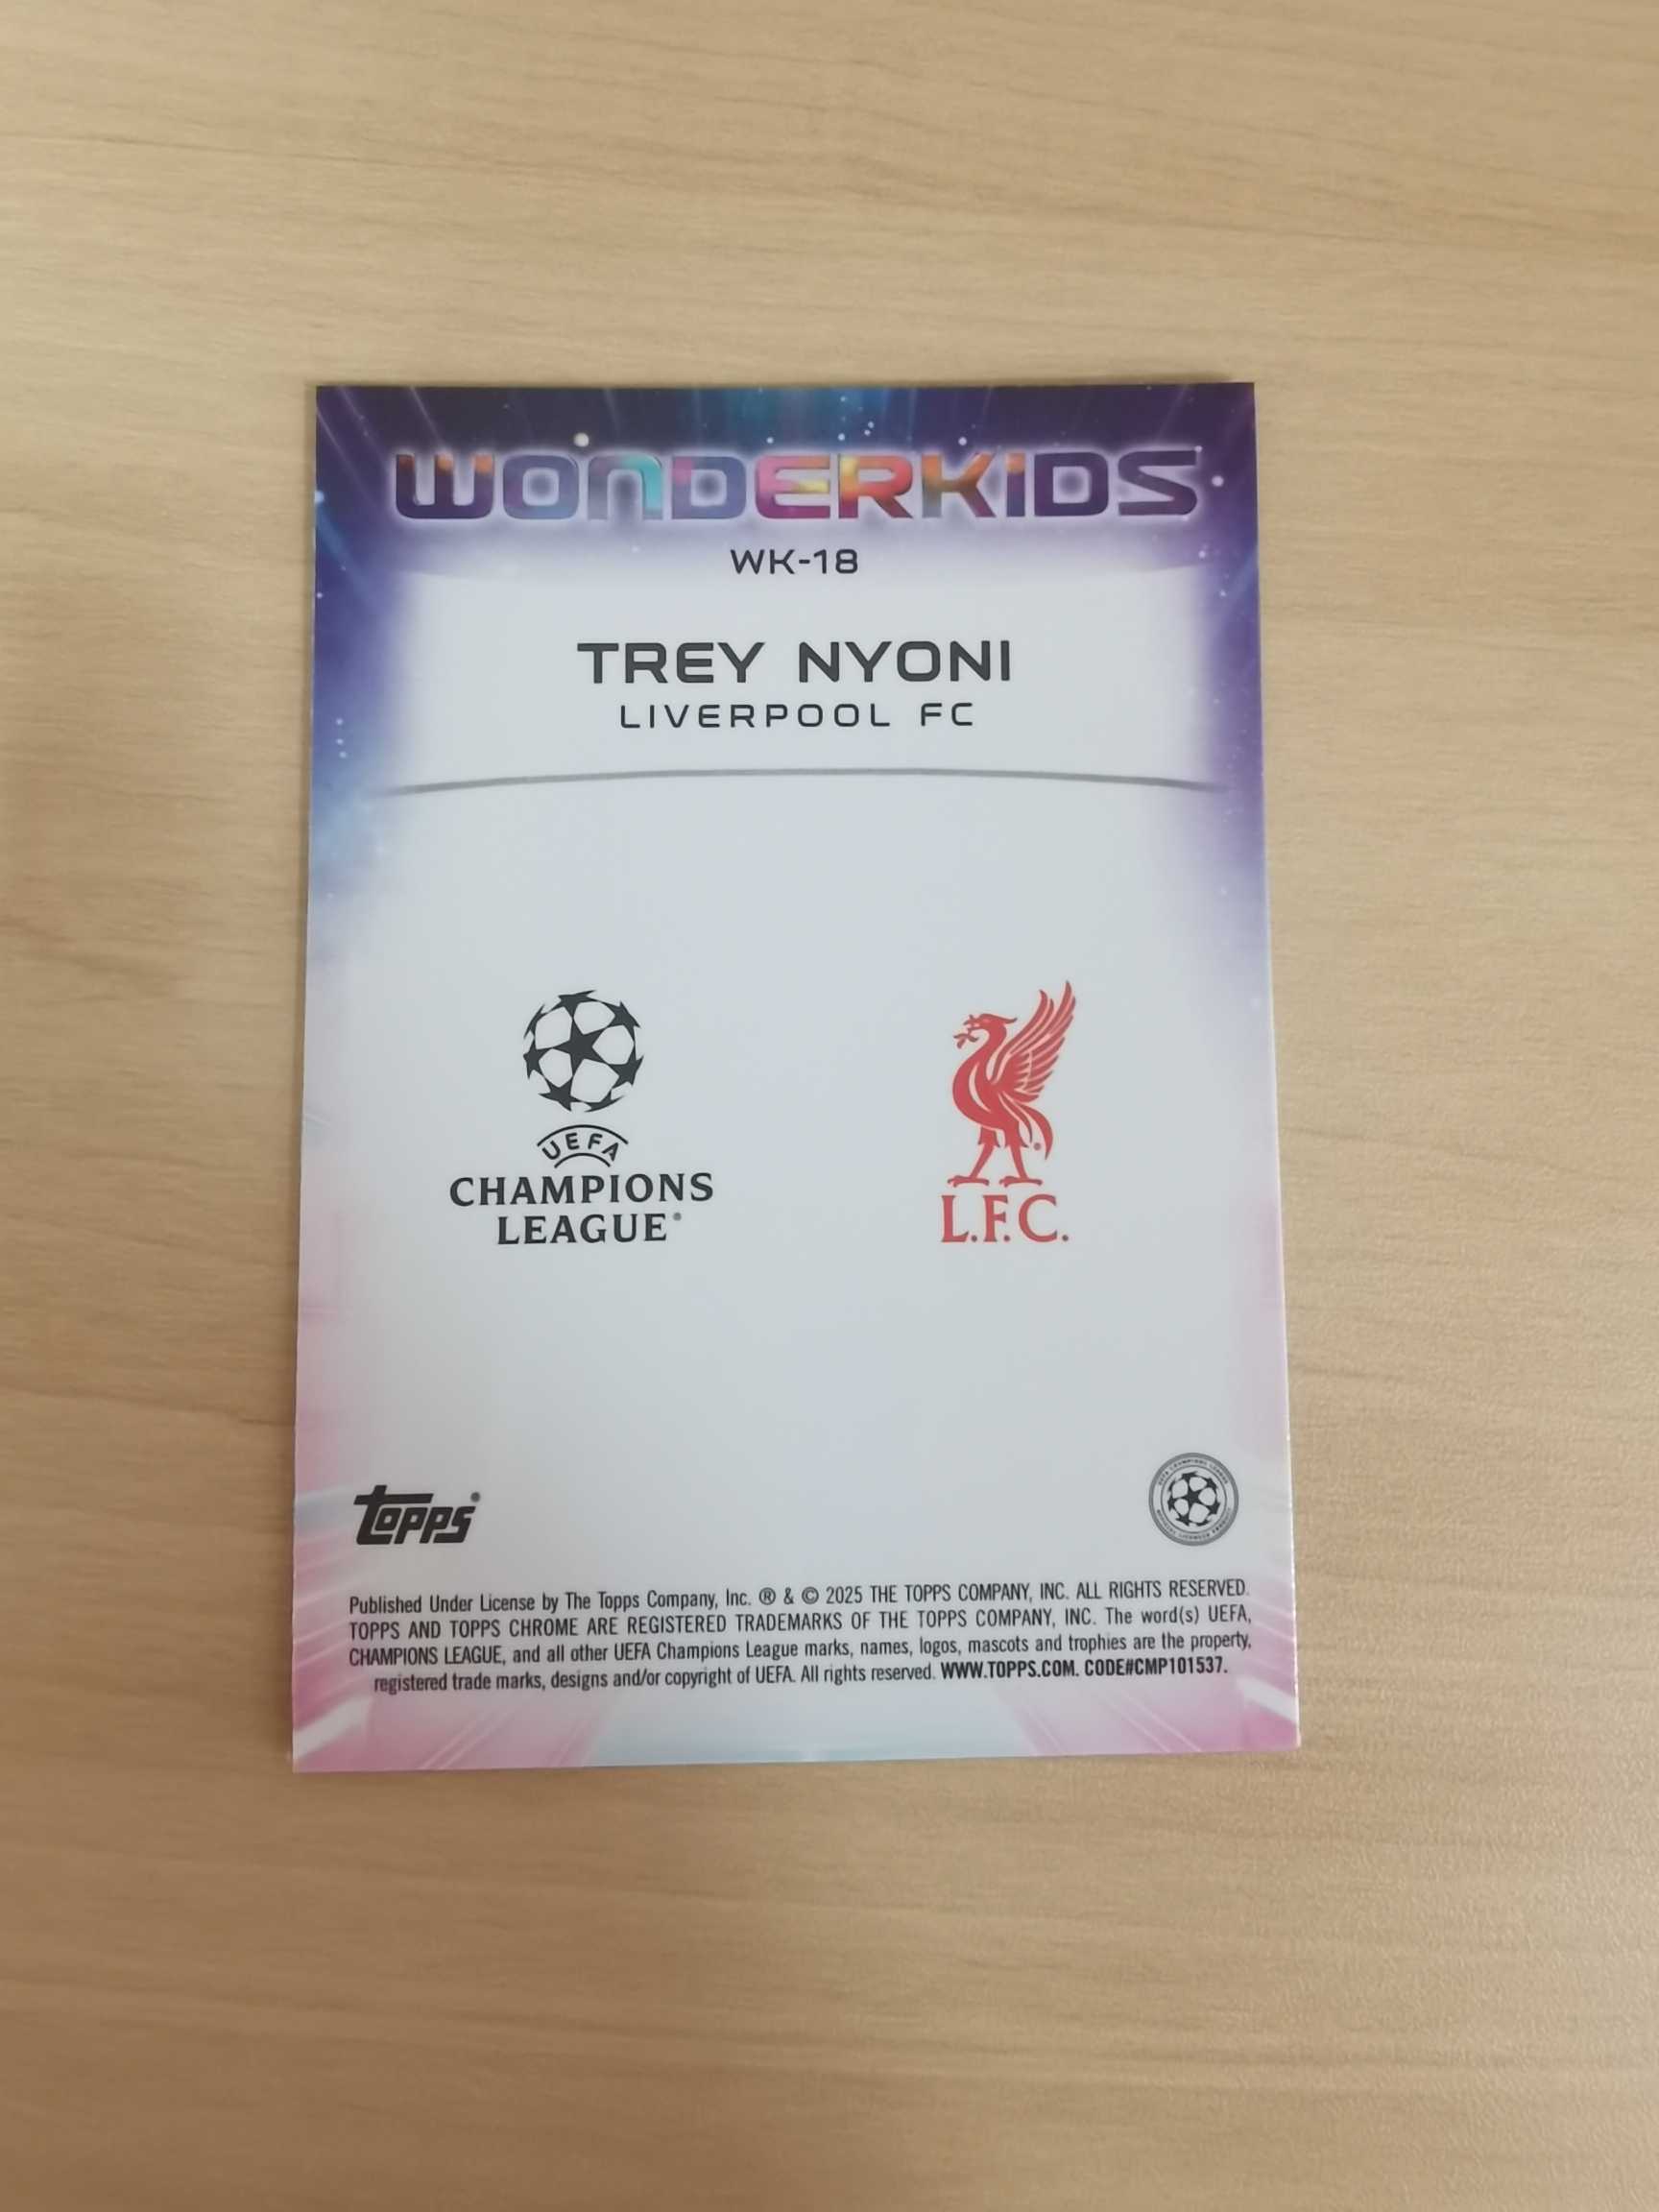 WONDERKIDS
WK-18
TREY NYONI
LIVERPOOL FC
UEFA
CHAMPIONS
LEAGUE®
L.F.C.
Topps®
Published Under License by The Topps Company, Inc. ® & © 2025 THE TOPPS COMPANY, INC. ALL RIGHTS RESERVED.
TOPPS AND TOPPS CHROME ARE REGISTERED TRADEMARKS OF THE TOPPS COMPANY, INC. The word(s) UEFA,
CHAMPIONS LEAGUE, and all other UEFA Champions League marks, names, logos, mascots and trophies are the property,
registered trade marks, designs and/or copyright of UEFA. All rights reserved. WWW.TOPPS.COM. CODE#CMP101537.